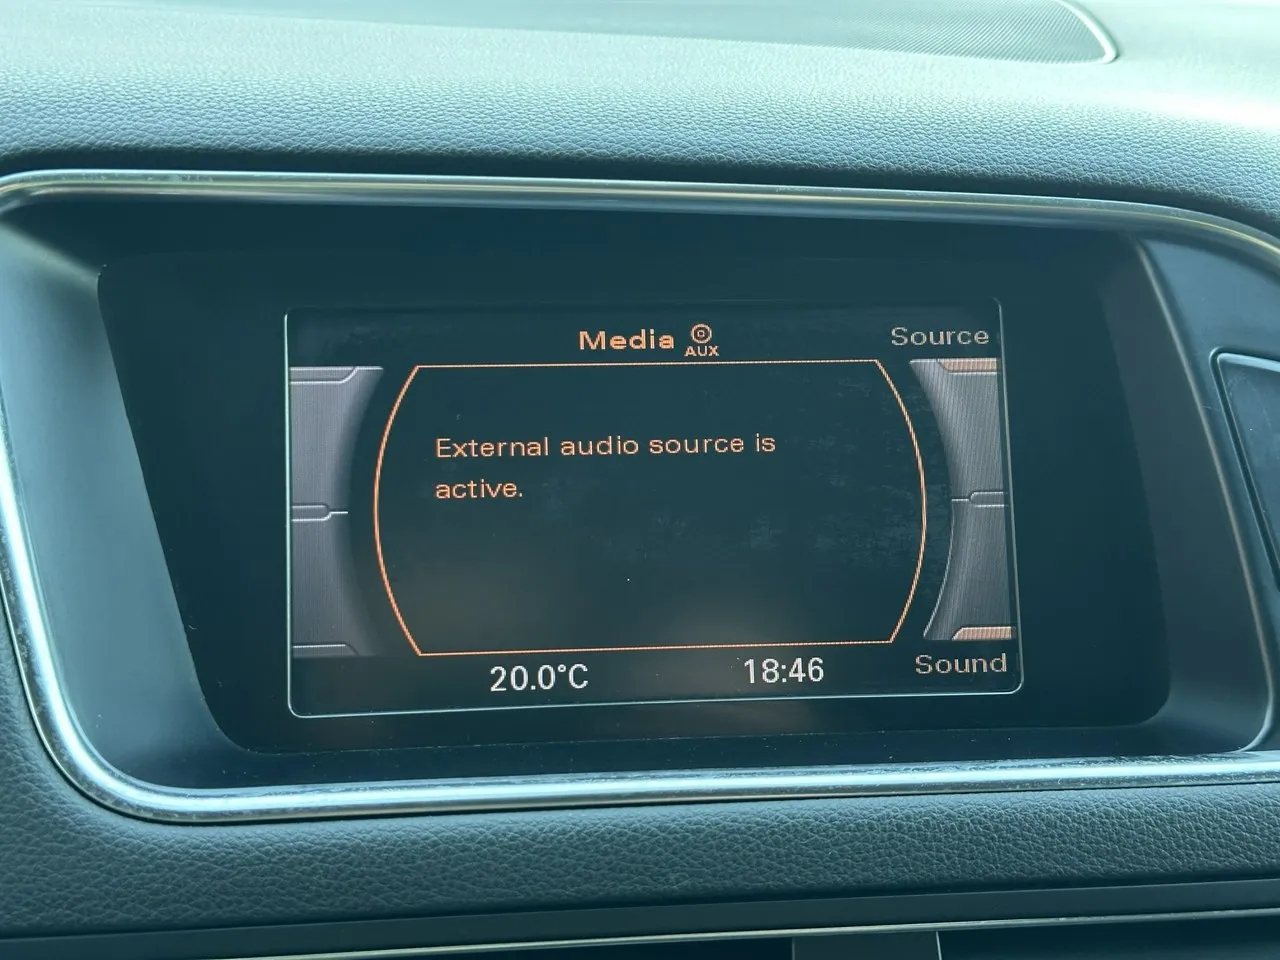 Media AUX
Source
External audio source is
active.
20.0°C
18:46
Sound